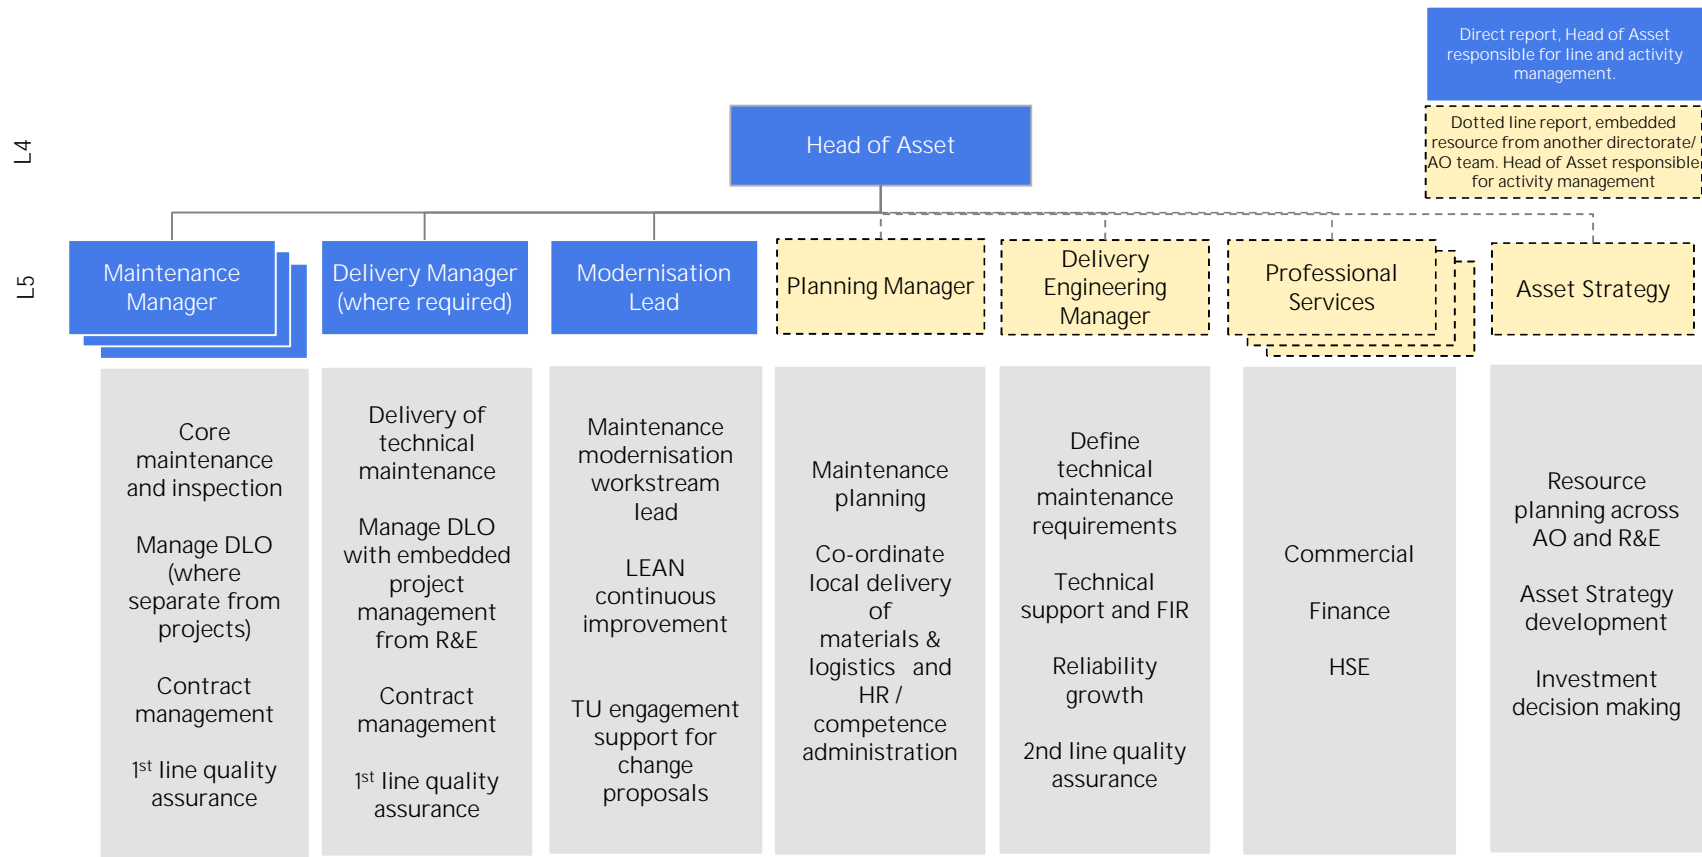 Direct report, Head of Asset
responsible for line and activity
management.
Dotted line report, embedded
resource from another directorate/
AO team. Head of Asset responsible
for activity management
L4
Head of Asset
L5
Maintenance
Manager
Delivery Manager
(where required)
Modernisation
Lead
Planning Manager
Delivery
Engineering
Manager
Professional
Services
Asset Strategy
Core
maintenance
and inspection
Manage DLO
(where
separate from
projects)
Contract
management
1st line quality
assurance
Delivery of
technical
maintenance
Manage DLO
with embedded
project
management
from R&E
Contract
management
1st line quality
assurance
Maintenance
modernisation
workstream
lead
LEAN
continuous
improvement
TU engagement
support for
change
proposals
Maintenance
planning
Co-ordinate
local delivery
of
materials &
logistics and
HR /
competence
administration
Define
technical
maintenance
requirements
Technical
support and FIR
Reliability
growth
2nd line quality
assurance
Commercial
Finance
HSE
Resource
planning across
AO and R&E
Asset Strategy
development
Investment
decision making